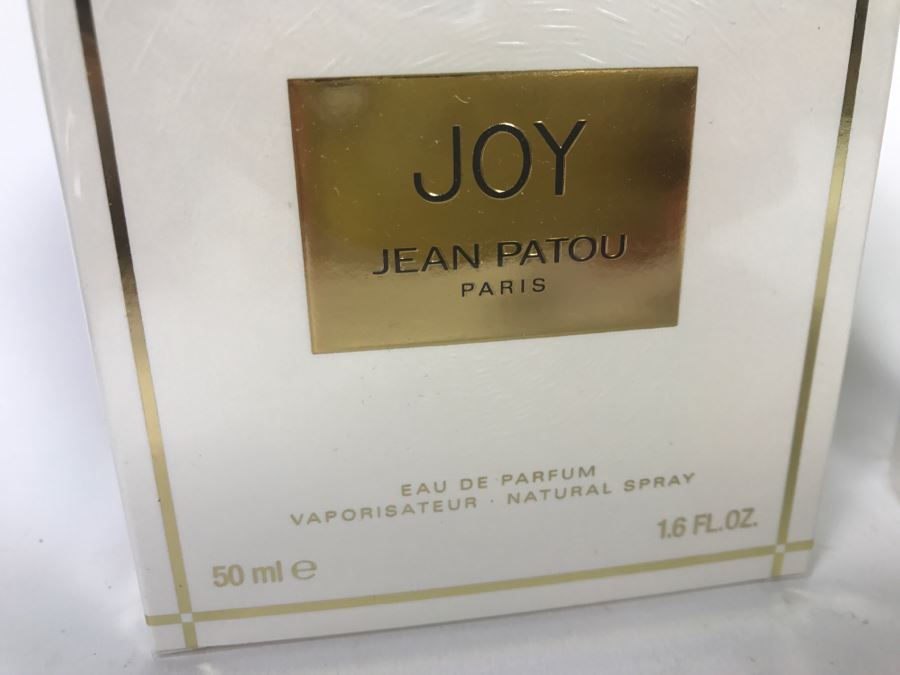 JOY
JEAN PATOU
PARIS
EAU DE PARFUM
VAPORISATEUR · NATURAL SPRAY
1.6 FL.OZ.
50 ml ℮